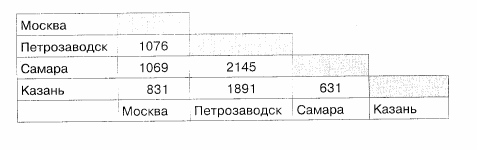 Москва
Петрозаводск 1076
Самара 1069 2145
Казань 831 1891 631
Москва Петрозаводск Самара Казань